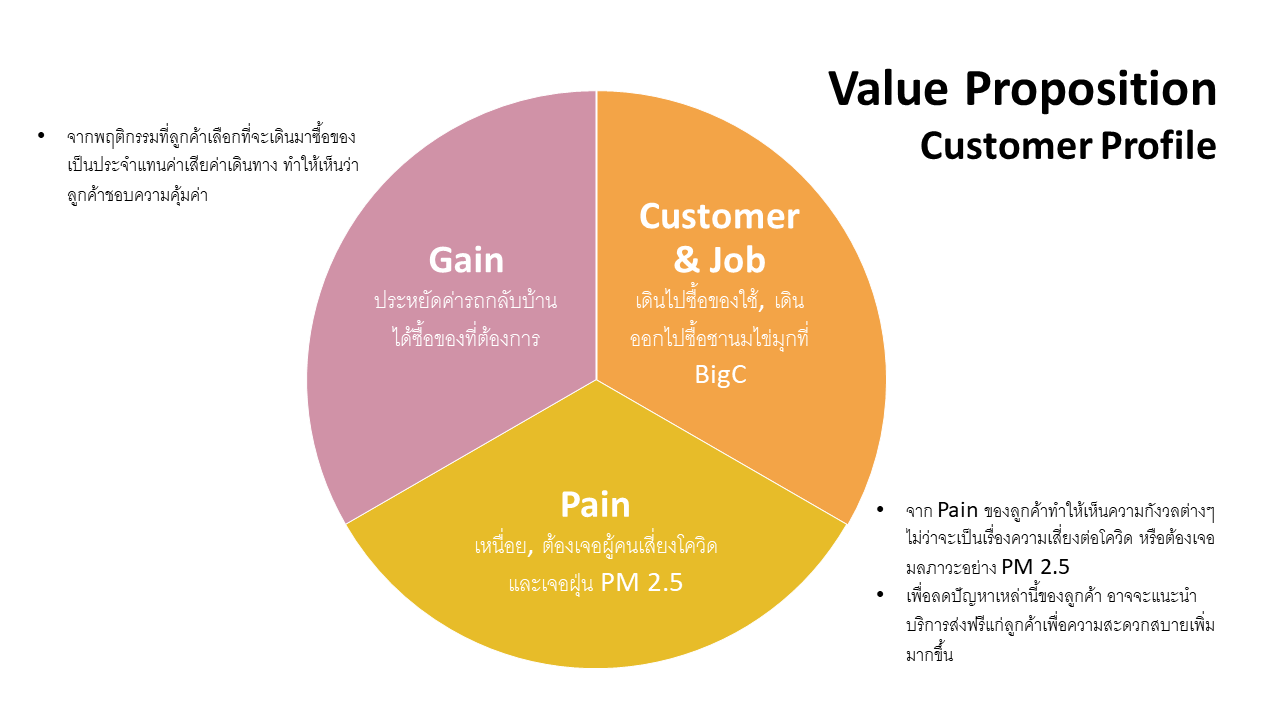 Value Proposition
Customer Profile
• จากพฤติกรรมที่ลูกค้าเลือกที่จะเดินมาซื้อของ
เป็นประจำแทนค่าเสียค่าเดินทาง ทำให้เห็นว่า
ลูกค้าชอบความคุ้มค่า
Gain
ประหยัดค่ารถกลับบ้าน
ได้ซื้อของที่ต้องการ
Customer
& Job
เดินไปซื้อของใช้, เดิน
ออกไปซื้อชานมไข่มุกที่
BigC
Pain
เหนื่อย, ต้องเจอผู้คนเสี่ยงโควิด
และเจอฝุ่น PM 2.5
• จาก Pain ของลูกค้าทำให้เห็นความกังวลต่างๆ
ไม่ว่าจะเป็นเรื่องความเสี่ยงต่อโควิด หรือต้องเจอ
มลภาวะอย่าง PM 2.5
• เพื่อลดปัญหาเหล่านี้ของลูกค้า อาจจะแนะนำ
บริการส่งฟรีแก่ลูกค้าเพื่อความสะดวกสบายเพิ่ม
มากขึ้น